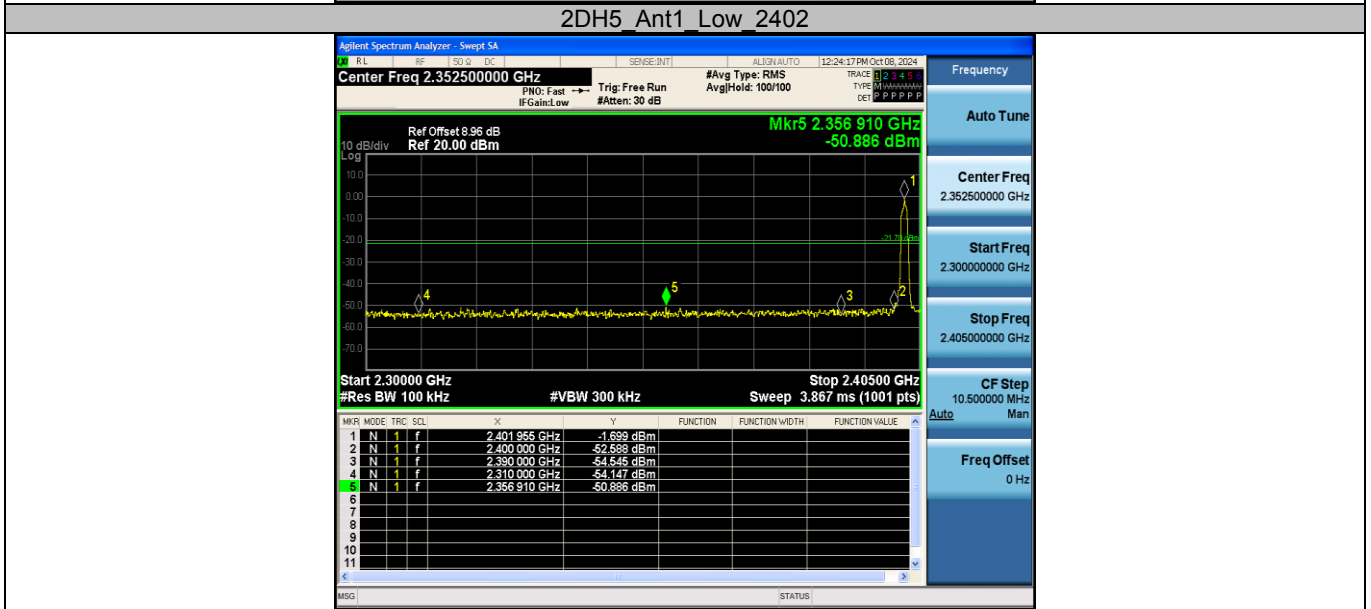 2DH5_Ant1_Low_2402
Agilent Spectrum Analyzer - Swept SA
RL RF 50 Ω DC SENSE:INT ALIGN AUTO 12:24:17 PM Oct 08, 2024
Center Freq 2.352500000 GHz
PNO: Fast
IFGain:Low
Trig: Free Run
#Atten: 30 dB
#Avg Type: RMS
Avg|Hold: 100/100
TRACE 1 2 3 4 5 6
TYPE M
DET P P P P P P
Mkr5 2.356 910 GHz
-50.886 dBm
Ref Offset 8.96 dB
10 dB/div Ref 20.00 dBm
Log
10.0
0.00
-10.0
-20.0
-30.0
-40.0
-50.0
-60.0
-70.0
1
2
3
4
5
Start 2.30000 GHz Stop 2.40500 GHz
#Res BW 100 kHz #VBW 300 kHz Sweep 3.867 ms (1001 pts)
MKR MODE TRC SCL X Y FUNCTION FUNCTION WIDTH FUNCTION VALUE
1 N 1 f 2.401 955 GHz -1.699 dBm
2 N 1 f 2.400 000 GHz -52.588 dBm
3 N 1 f 2.390 000 GHz -54.545 dBm
4 N 1 f 2.310 000 GHz -54.147 dBm
5 N 1 f 2.356 910 GHz -50.886 dBm
6
7
8
9
10
11
MSG STATUS
Frequency
Auto Tune
Center Freq
2.352500000 GHz
Start Freq
2.300000000 GHz
Stop Freq
2.405000000 GHz
CF Step
10.500000 MHz
Auto Man
Freq Offset
0 Hz